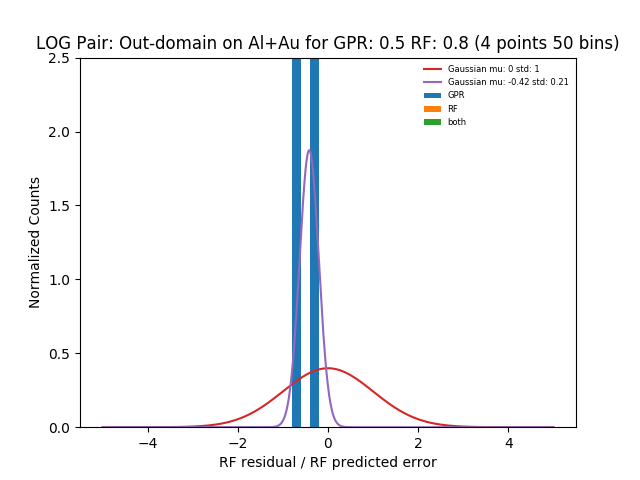 LOG Pair: Out-domain on Al+Au for GPR: 0.5 RF: 0.8 (4 points 50 bins)
Gaussian mu: 0 std: 1
Gaussian mu: -0.42 std: 0.21
GPR
RF
both
Normalized Counts
2.5
2.0
1.5
1.0
0.5
0.0
−4
−2
0
2
4
RF residual / RF predicted error